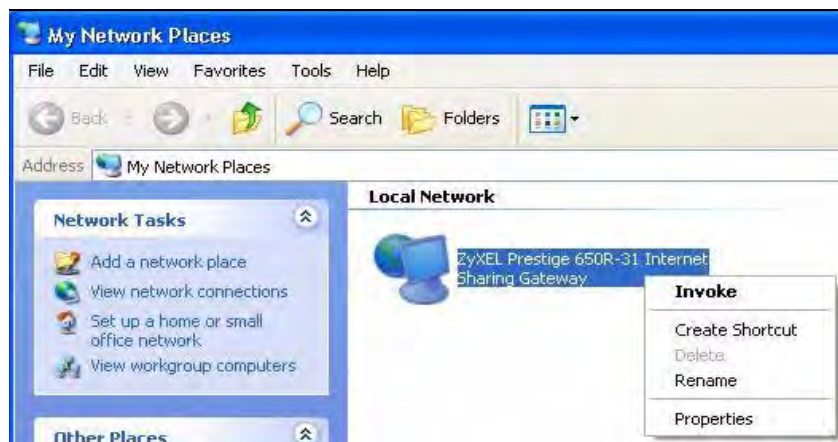 My Network Places
File Edit View Favorites Tools Help
Back Search Folders
Address My Network Places
Network Tasks
Add a network place
View network connections
Set up a home or small
office network
View workgroup computers
Other Places
Local Network
ZyXEL Prestige 650R-31 Internet
Sharing Gateway
Invoke
Create Shortcut
Delete
Rename
Properties